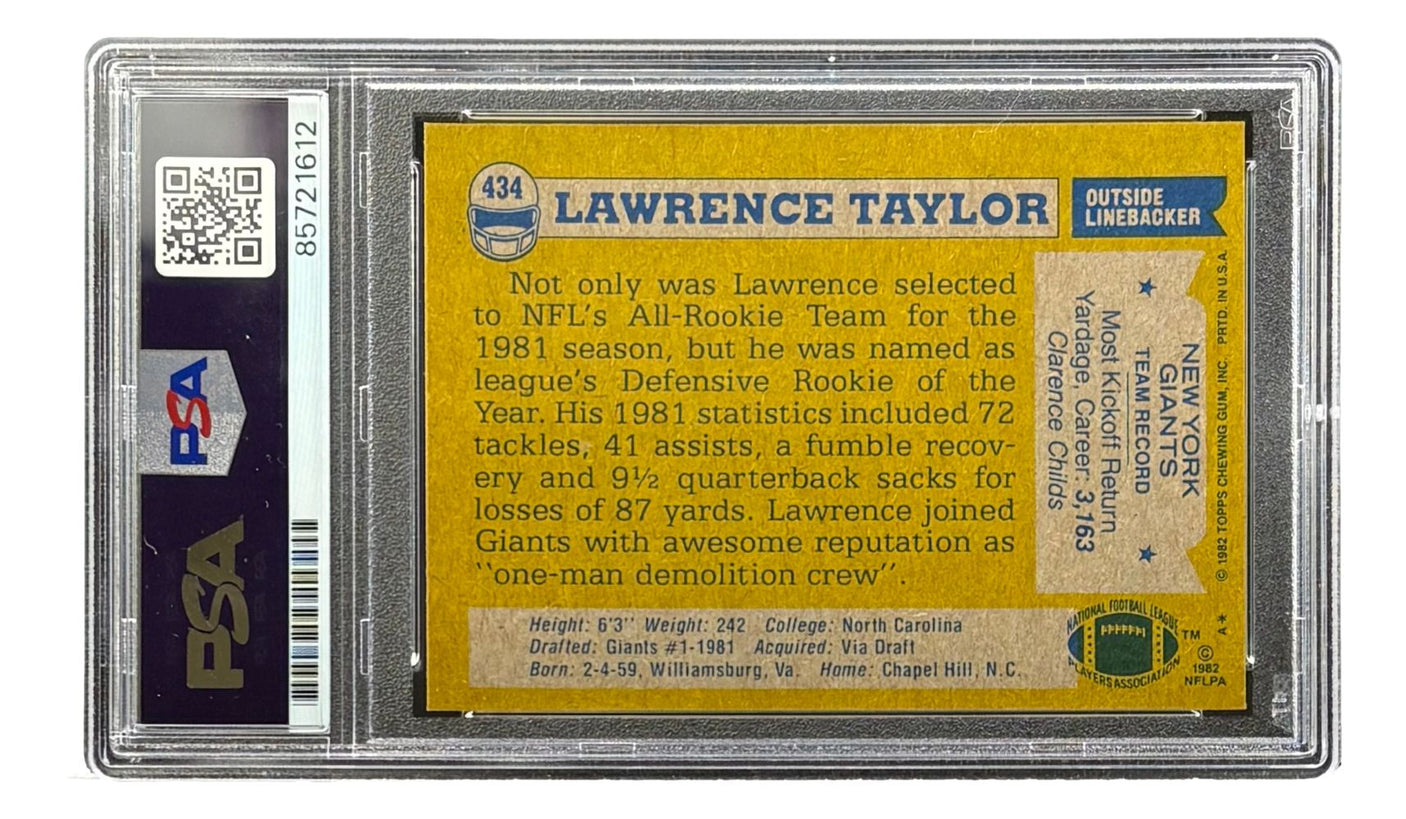 85721612
PSA
PSA
434
LAWRENCE TAYLOR
OUTSIDE
LINEBACKER
Not only was Lawrence selected
to NFL's All-Rookie Team for the
1981 season, but he was named as
league's Defensive Rookie of the
Year. His 1981 statistics included 72
tackles, 41 assists, a fumble recov-
ery and 9½ quarterback sacks for
losses of 87 yards. Lawrence joined
Giants with awesome reputation as
"one-man demolition crew".
NEW YORK
GIANTS
★ TEAM RECORD ★
Most Kickoff Return
Yardage, Career: 3,163
Clarence Childs
© 1982 TOPPS CHEWING GUM, INC. PRTD. IN U.S.A.
A*
Height: 6'3" Weight: 242 College: North Carolina
Drafted: Giants #1-1981 Acquired: Via Draft
Born: 2-4-59, Williamsburg, Va. Home: Chapel Hill, N.C.
NATIONAL FOOTBALL LEAGUE
PLAYERS ASSOCIATION
TM
©
1982
NFLPA
PSA